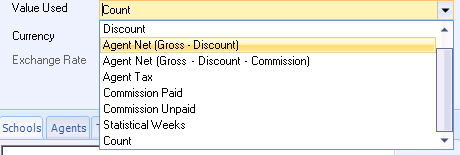 Value Used Count
Discount
Currency Agent Net (Gross - Discount)
Exchange Rate Agent Net (Gross - Discount - Commission)
Agent Tax
Commission Paid
Commission Unpaid
Schools Agents Statistical Weeks
Count